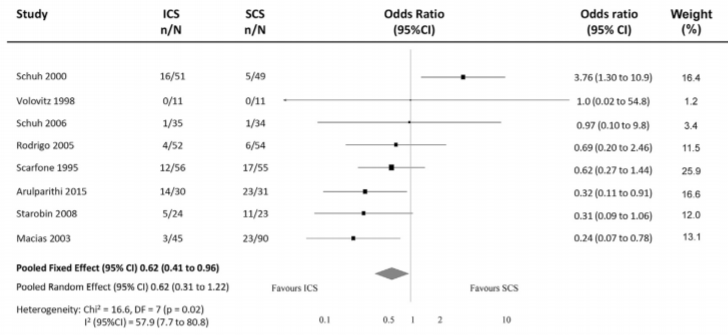 Study ICS SCS Odds Ratio Odds ratio Weight
n/N n/N (95%CI) (95% CI) (%)
Schuh 2000 16/51 5/49 3.76 (1.30 to 10.9) 16.4
Volovitz 1998 0/11 0/11 1.0 (0.02 to 54.8) 1.2
Schuh 2006 1/35 1/34 0.97 (0.10 to 9.8) 3.4
Rodrigo 2005 4/52 6/54 0.69 (0.20 to 2.46) 11.5
Scarfone 1995 12/56 17/55 0.62 (0.27 to 1.44) 25.9
Arulparithi 2015 14/30 23/31 0.32 (0.11 to 0.91) 16.6
Starobin 2008 5/24 11/23 0.31 (0.09 to 1.06) 12.0
Macias 2003 3/45 23/90 0.24 (0.07 to 0.78) 13.1
Pooled Fixed Effect (95% CI) 0.62 (0.41 to 0.96)
Pooled Random Effect (95% CI) 0.62 (0.31 to 1.22) Favours ICS Favours SCS
Heterogeneity: Chi² = 16.6, DF = 7 (p = 0.02)
I² (95%CI) = 57.9 (7.7 to 80.8) 0.1 0.5 1 2 10